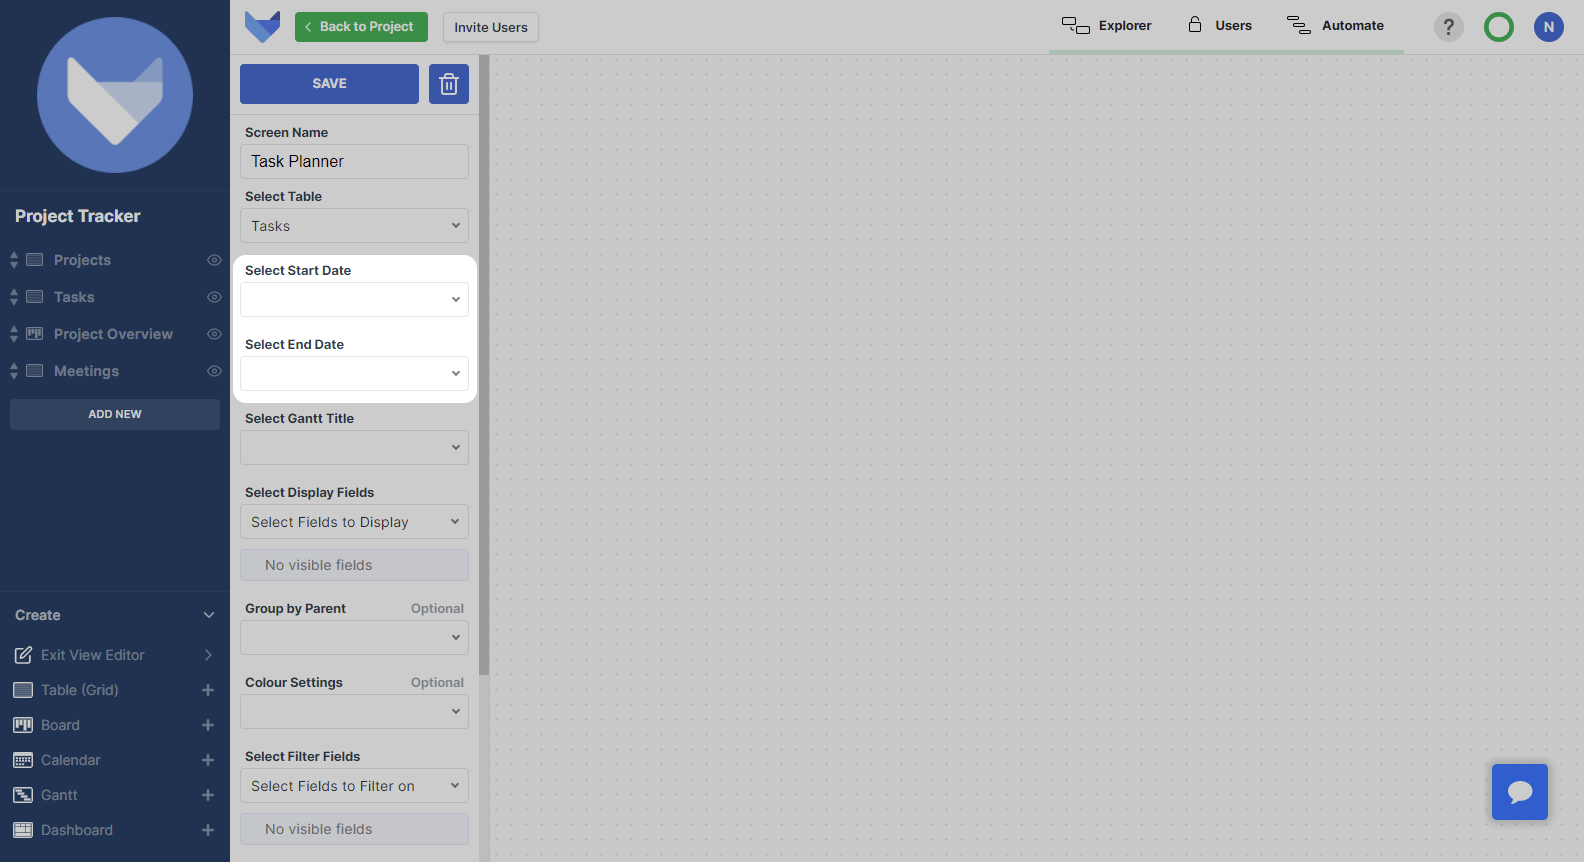 Back to Project
Invite Users
Explorer
Users
Automate
?
N
Project Tracker
Projects
Tasks
Project Overview
Meetings
ADD NEW
Create
Exit View Editor
Table (Grid)
Board
Calendar
Gantt
Dashboard
SAVE
Screen Name
Task Planner
Select Table
Tasks
Select Start Date
Select End Date
Select Gantt Title
Select Display Fields
Select Fields to Display
No visible fields
Group by Parent Optional
Colour Settings Optional
Select Filter Fields
Select Fields to Filter on
No visible fields